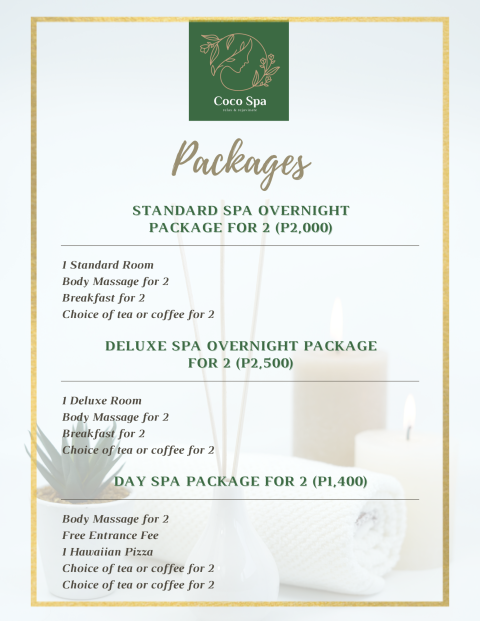 Coco Spa
Packages
STANDARD SPA OVERNIGHT
PACKAGE FOR 2 (P2,000)
1 Standard Room
Body Massage for 2
Breakfast for 2
Choice of tea or coffee for 2
DELUXE SPA OVERNIGHT PACKAGE
FOR 2 (P2,500)
1 Deluxe Room
Body Massage for 2
Breakfast for 2
Choice of tea or coffee for 2
DAY SPA PACKAGE FOR 2 (P1,400)
Body Massage for 2
Free Entrance Fee
1 Hawaiian Pizza
Choice of tea or coffee for 2
Choice of tea or coffee for 2